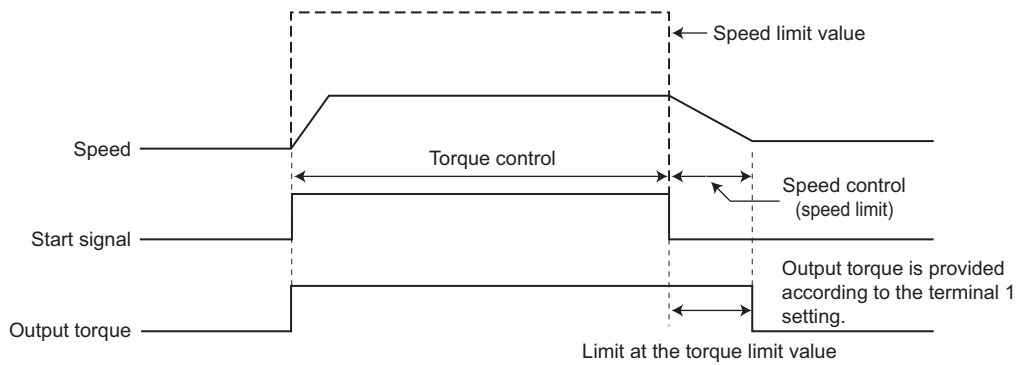 Speed limit value
Speed
Torque control
Speed control
(speed limit)
Start signal
Output torque is provided
according to the terminal 1
setting.
Output torque
Limit at the torque limit value